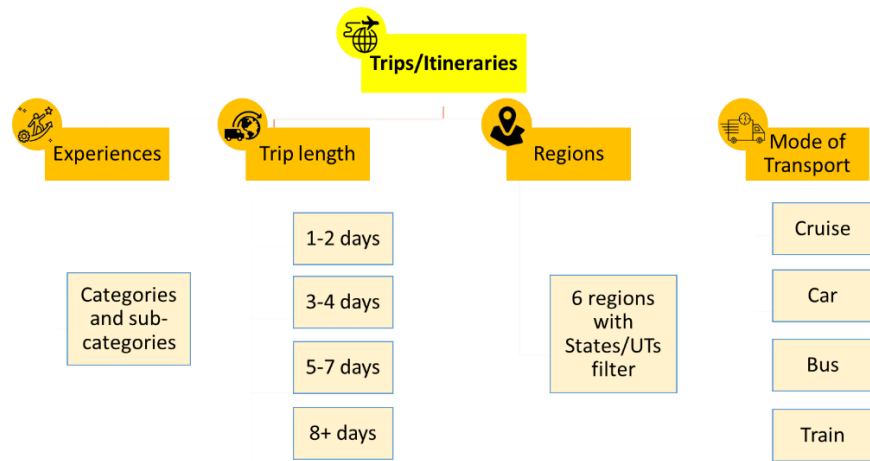 Trips/Itineraries
Experiences
Trip length
Regions
Mode of
Transport
Categories
and sub-
categories
1-2 days
3-4 days
5-7 days
8+ days
6 regions
with
States/UTs
filter
Cruise
Car
Bus
Train